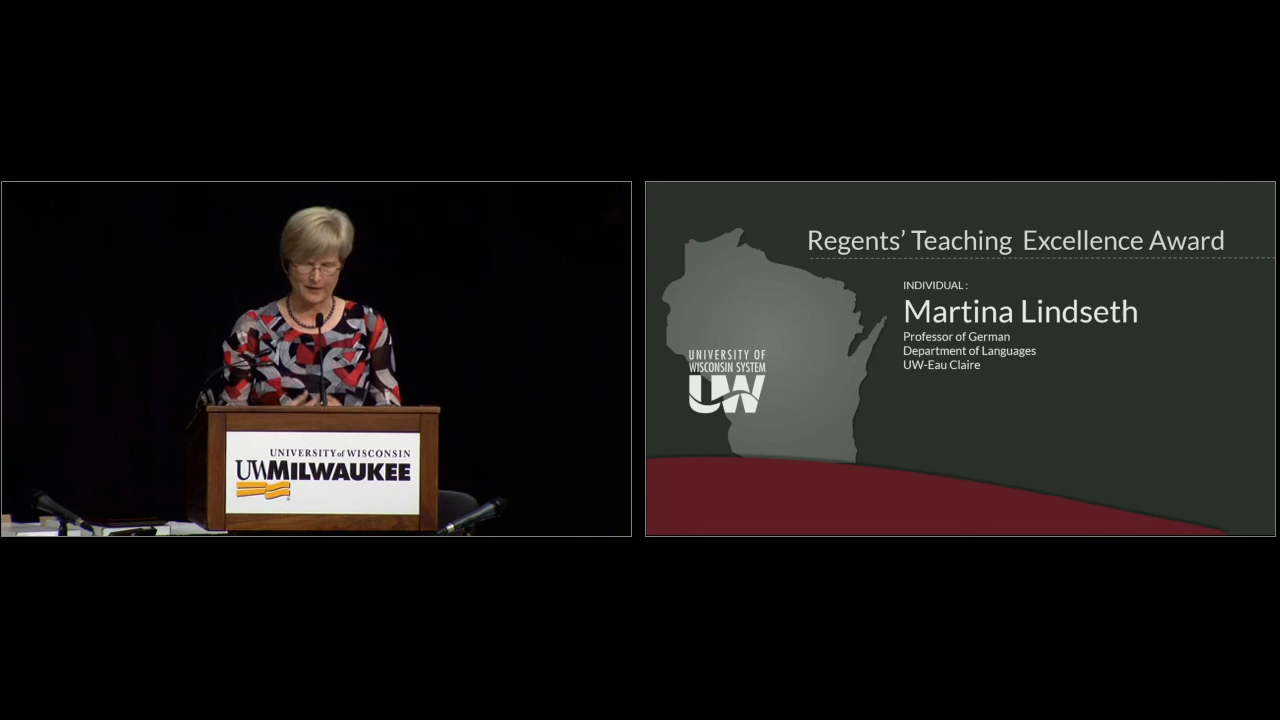 UNIVERSITY of WISCONSIN
UWMILWAUKEE
Regents’ Teaching Excellence Award
INDIVIDUAL :
Martina Lindseth
Professor of German
Department of Languages
UW-Eau Claire
UNIVERSITY OF
WISCONSIN SYSTEM
UW